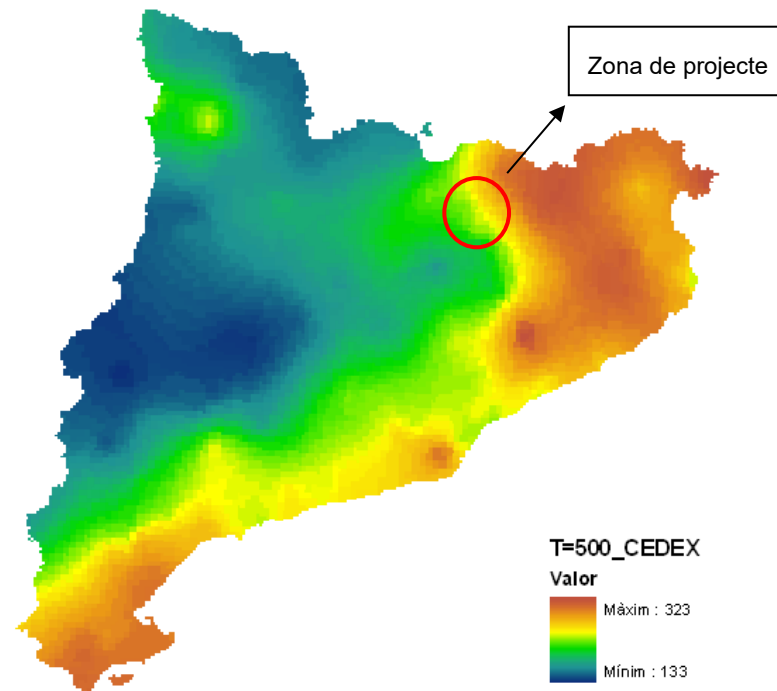 Zona de projecte
T=500_CEDEX
Valor
Màxim : 323
Mínim : 133